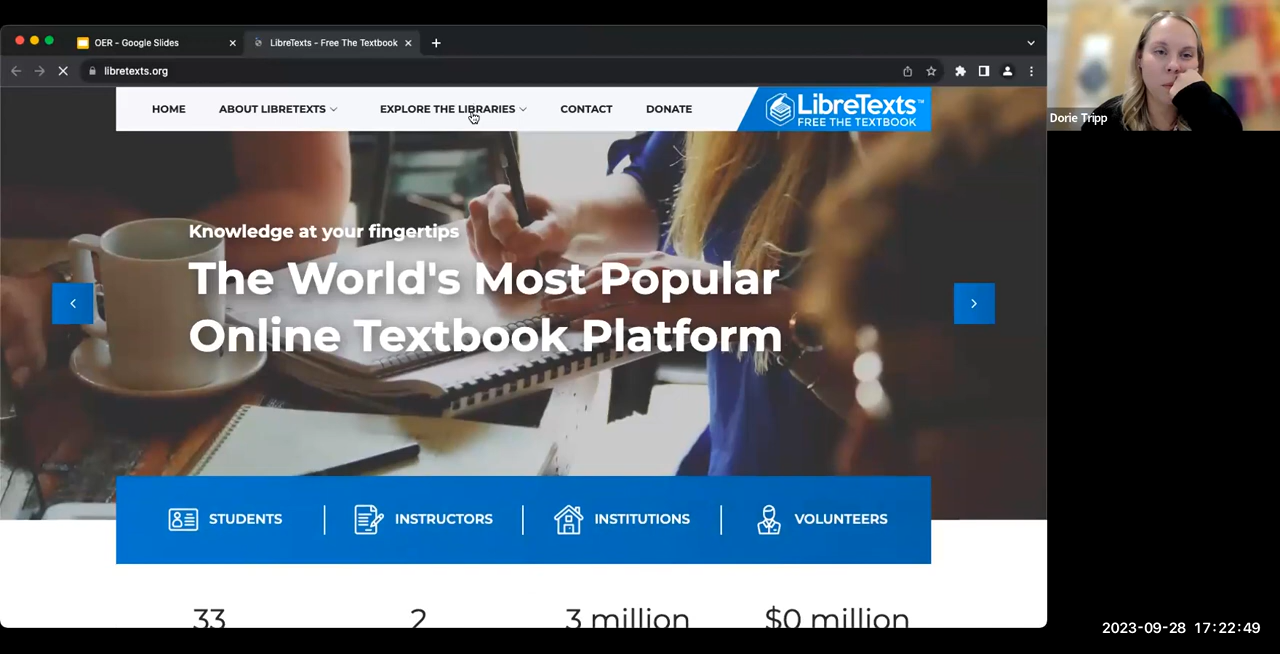 OER - Google Slides
LibreTexts - Free The Textbook
libretexts.org
HOME
ABOUT LIBRETEXTS
EXPLORE THE LIBRARIES
CONTACT
DONATE
LibreTexts™
FREE THE TEXTBOOK
Dorie Tripp
Knowledge at your fingertips
The World's Most Popular
Online Textbook Platform
STUDENTS
INSTRUCTORS
INSTITUTIONS
VOLUNTEERS
33
2
3 million
$0 million
2023-09-28 17:22:49